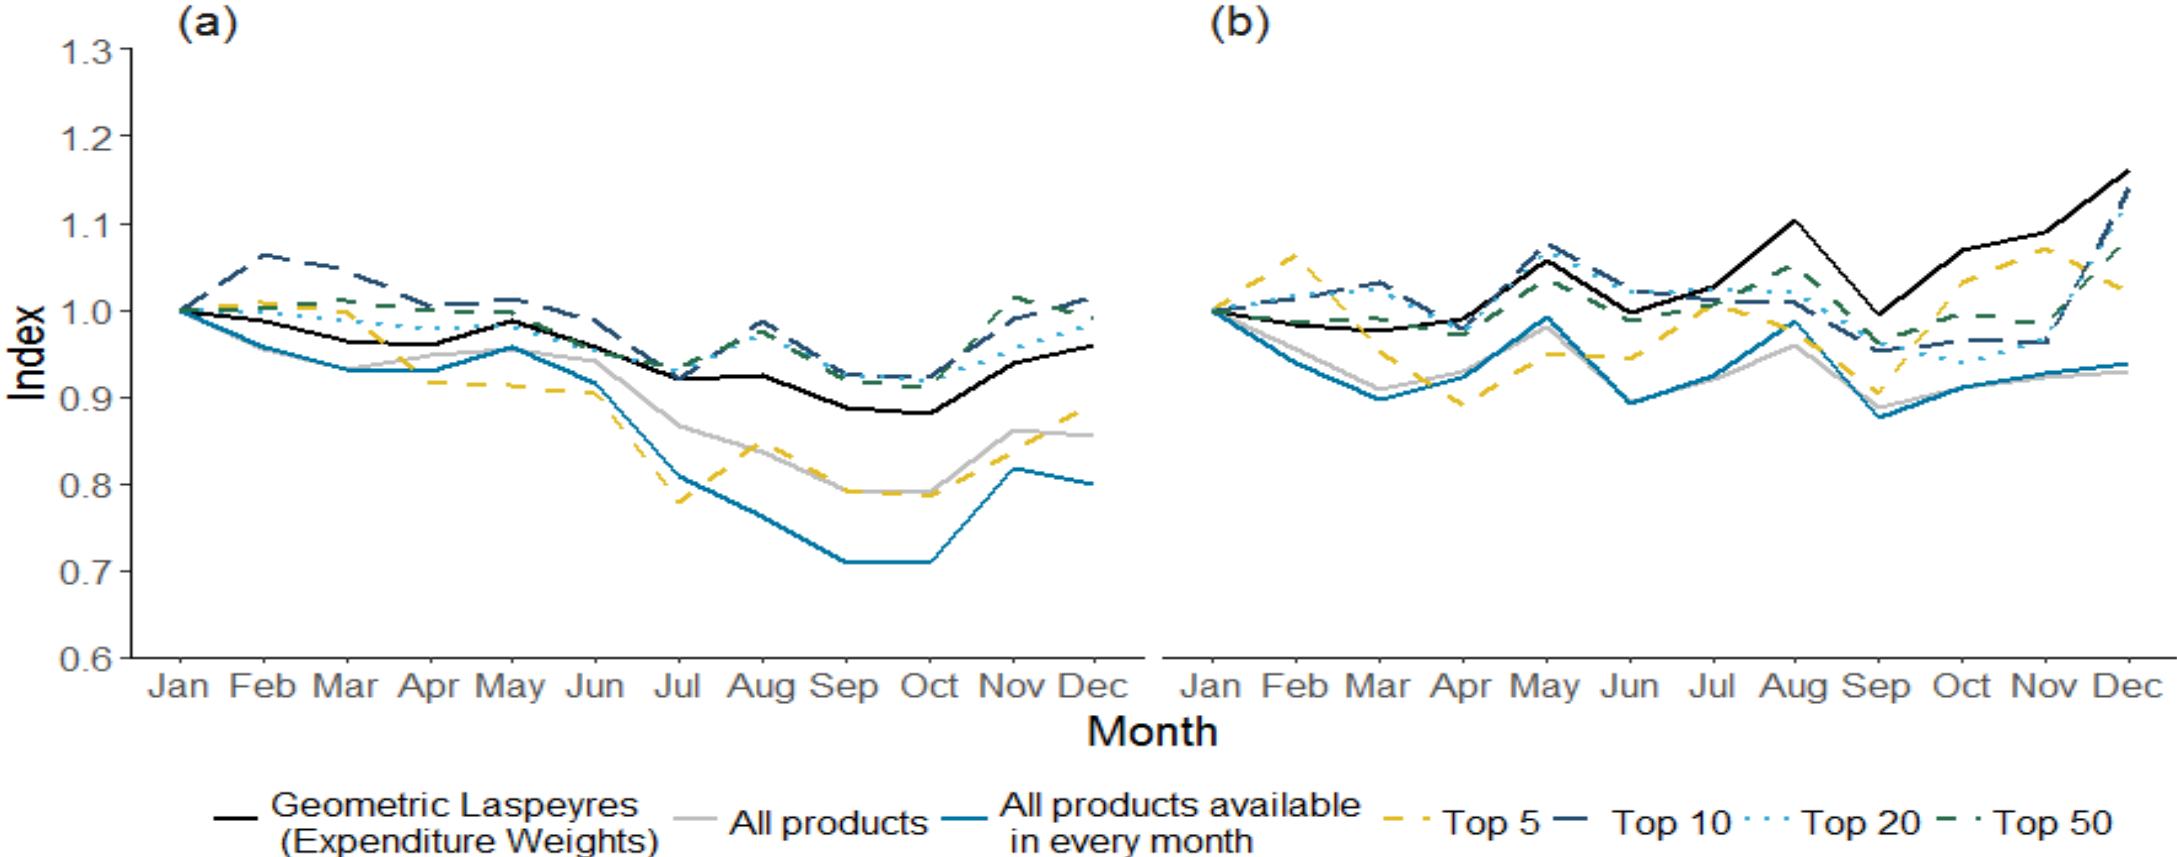 (a) (b)
1.3
1.2
1.1
1.0
0.9
0.8
0.7
0.6
Index
Jan Feb Mar Apr May Jun Jul Aug Sep Oct Nov Dec Jan Feb Mar Apr May Jun Jul Aug Sep Oct Nov Dec
Month
Geometric Laspeyres
(Expenditure Weights)
All products
All products available
in every month
Top 5
Top 10
Top 20
Top 50